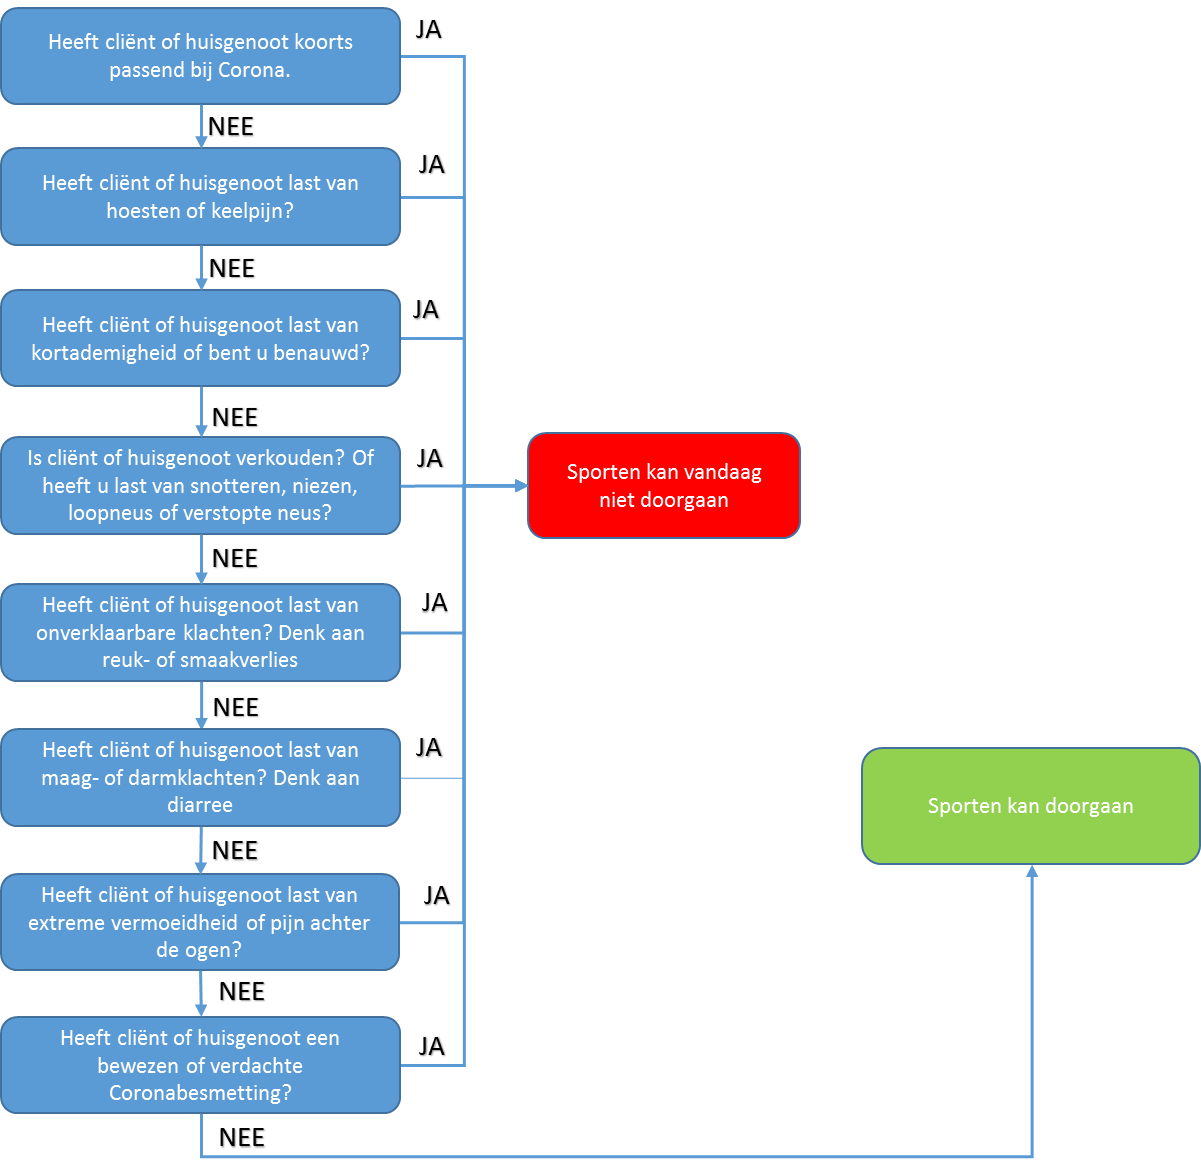 Heeft cliënt of huisgenoot koorts
passend bij Corona.
JA
NEE
Heeft cliënt of huisgenoot last van
hoesten of keelpijn?
JA
NEE
Heeft cliënt of huisgenoot last van
kortademigheid of bent u benauwd?
JA
NEE
Is cliënt of huisgenoot verkouden? Of
heeft u last van snotteren, niezen,
loopneus of verstopte neus?
JA
Sporten kan vandaag
niet doorgaan
NEE
Heeft cliënt of huisgenoot last van
onverklaarbare klachten? Denk aan
reuk- of smaakverlies
JA
NEE
Heeft cliënt of huisgenoot last van
maag- of darmklachten? Denk aan
diarree
JA
Sporten kan doorgaan
NEE
Heeft cliënt of huisgenoot last van
extreme vermoeidheid of pijn achter
de ogen?
JA
NEE
Heeft cliënt of huisgenoot een
bewezen of verdachte
Coronabesmetting?
JA
NEE